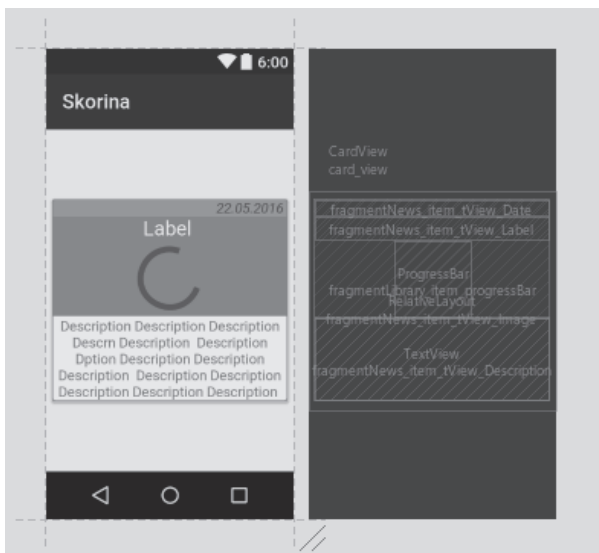 6:00
Skorina
22.05.2016
Label
Description Description Description
Descrn Description Description
Dption Description Description
Description Description Description
Description Description Description
CardView
card_view
fragmentNews_item_tView_Date
fragmentNews_item_tView_Label
ProgressBar
fragmentLibrary_item_progressBar
RelativeLayout
fragmentNews_item_tView_Image
TextView
fragmentNews_item_tView_Description